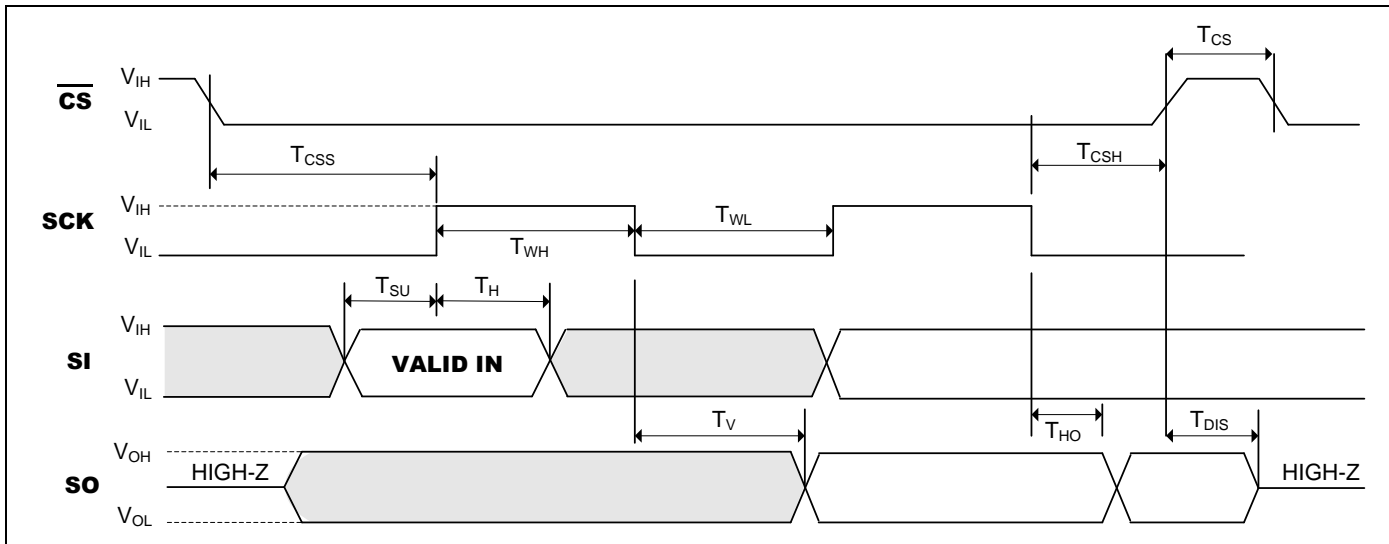 T_CS
V_IH
CS
V_IL
T_CSS
T_CSH
V_IH
SCK
T_WL
T_WH
V_IL
T_SU
T_H
V_IH
SI
VALID IN
V_IL
T_V
T_HO
T_DIS
V_OH
HIGH-Z
HIGH-Z
SO
V_OL